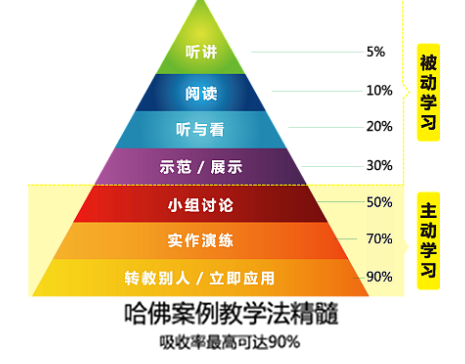 听讲 5%
阅读 10%
听与看 20%
示范 / 展示 30%
被动学习
小组讨论 50%
实作演练 70%
转教别人 / 立即应用 90%
主动学习
哈佛案例教学法精髓
吸收率最高可达90%